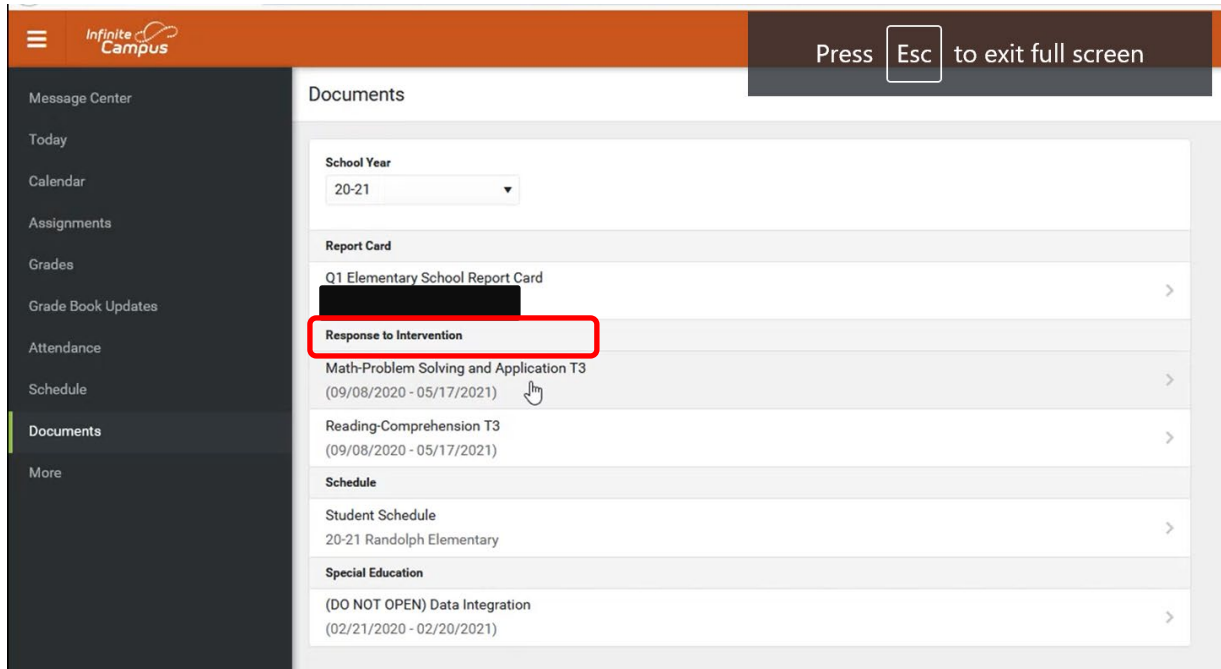 Infinite
Campus
Press Esc to exit full screen
Message Center
Today
Calendar
Assignments
Grades
Grade Book Updates
Attendance
Schedule
Documents
More
Documents
School Year
20-21
Report Card
Q1 Elementary School Report Card
Response to Intervention
Math-Problem Solving and Application T3
(09/08/2020 - 05/17/2021)
Reading-Comprehension T3
(09/08/2020 - 05/17/2021)
Schedule
Student Schedule
20-21 Randolph Elementary
Special Education
(DO NOT OPEN) Data Integration
(02/21/2020 - 02/20/2021)